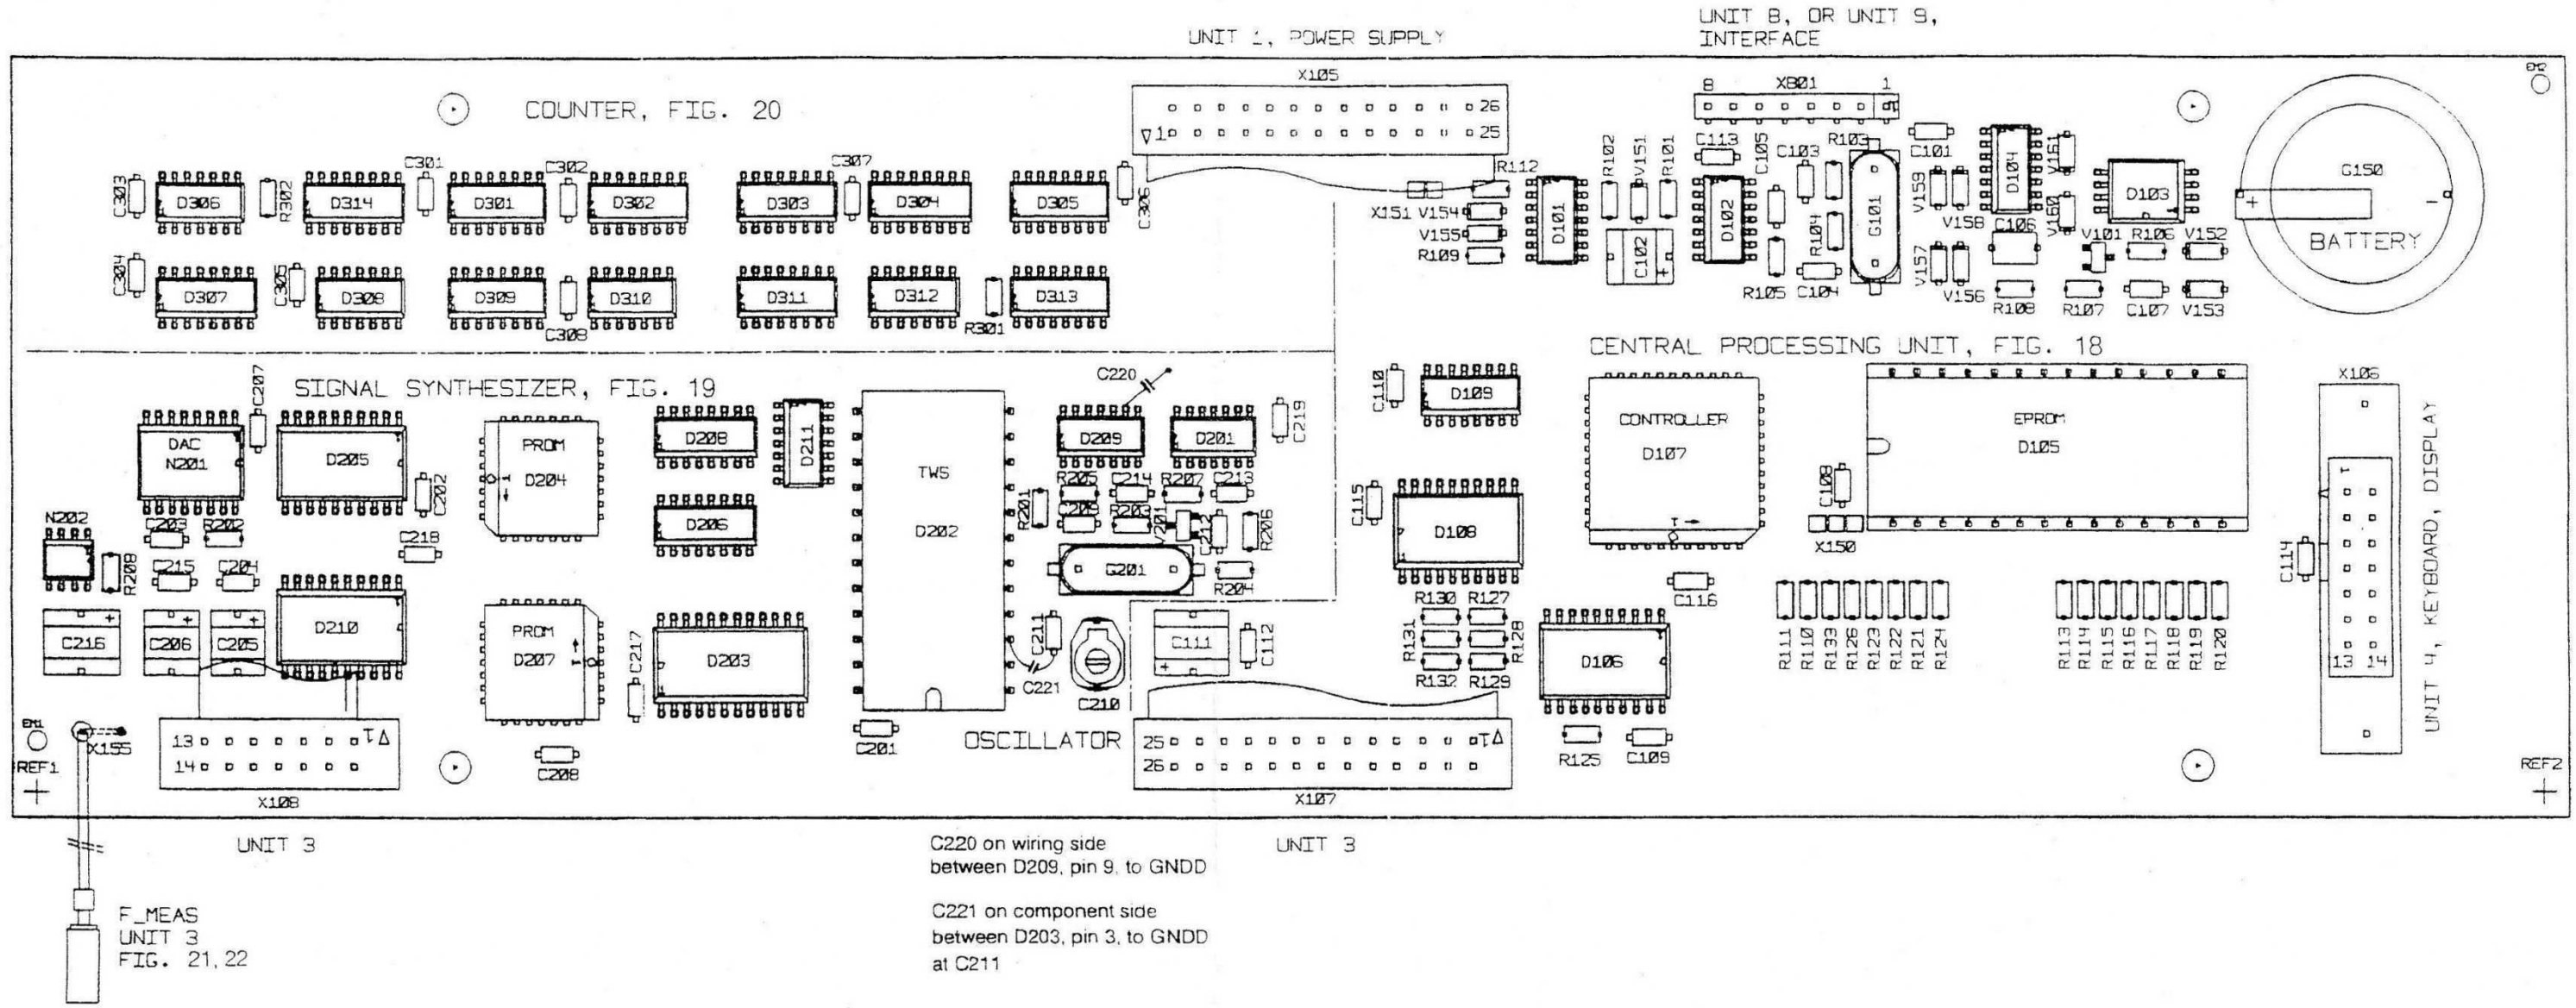 UNIT 8, OR UNIT 9,
INTERFACE
UNIT 1, POWER SUPPLY
X105
26
1 25
8 XB01 1
EM2
COUNTER, FIG. 20
C303 D306 R302 D314 C301 D301 C302 D302 D303 C307 D304 D305 C306
C304 D307 C305 D308 D309 C308 D310 D311 D312 R301 D313
R112
X151 V154
V155
R109
D101 R102 V151 R101 C102 C113 D102 C105 R105 C103 R103 R104 C104 G101
C101 V159 V158 V157 V156 D104 C106 R108 V161 V160 V101 R107
D103 R106 V152 C107 V153
G150
+ -
BATTERY
CENTRAL PROCESSING UNIT, FIG. 18
SIGNAL SYNTHESIZER, FIG. 19
DAC
N201
C207 D205 C202
PROM
D204
D208 D211 D206
TWS
D202
C220
D209 D201 C219
R205 C214 R207 C213
R201 C209 R203 V201 C212 R206
G201 R204
N202 R208 C203 R202
C215 C204 C218
C216 C206 C205 D210
PROM
D207
C217 D203 C208
C201 C211 C221 C210
OSCILLATOR
C111 C112
C110 D109
CONTROLLER
D107
EPROM
D105
C115 D108 C108 X150
C116
R130 R127
R131 R128
R132 R129
D106
R125 C109
R111 R110 R133 R126 R123 R122 R121 R124
R113 R114 R115 R116 R117 R118 R119 R120
C114
X106
1
13 14
UNIT 4, KEYBOARD, DISPLAY
EM1
X155
REF1
13 1
14
X108
25 1
26
X107
REF2
UNIT 3
UNIT 3
F_MEAS
UNIT 3
FIG. 21, 22
C220 on wiring side
between D209, pin 9, to GNDD
C221 on component side
between D203, pin 3, to GNDD
at C211